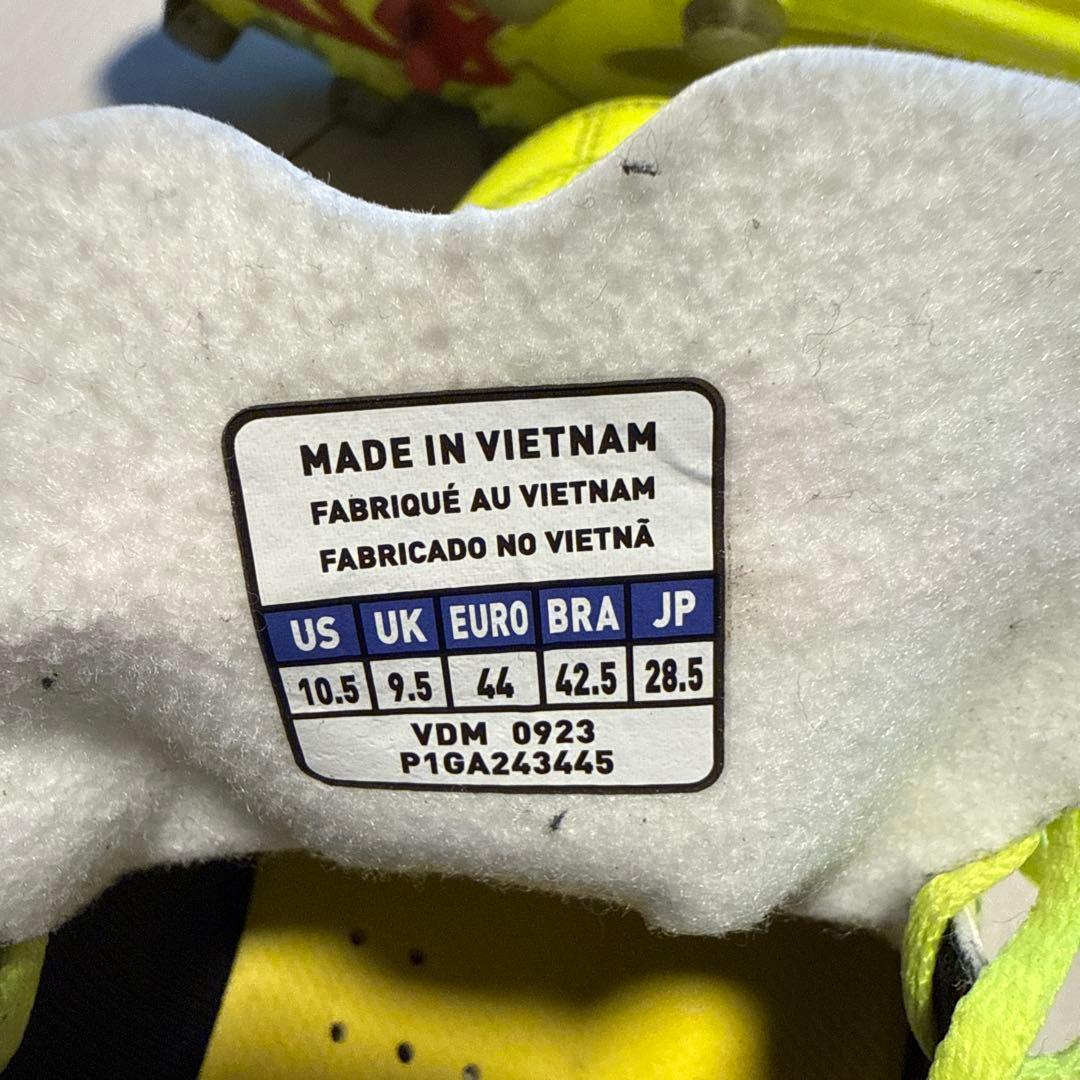 MADE IN VIETNAM
FABRIQUÉ AU VIETNAM
FABRICADO NO VIETNÃ
US UK EURO BRA JP
10.5 9.5 44 42.5 28.5
VDM 0923
P1GA243445